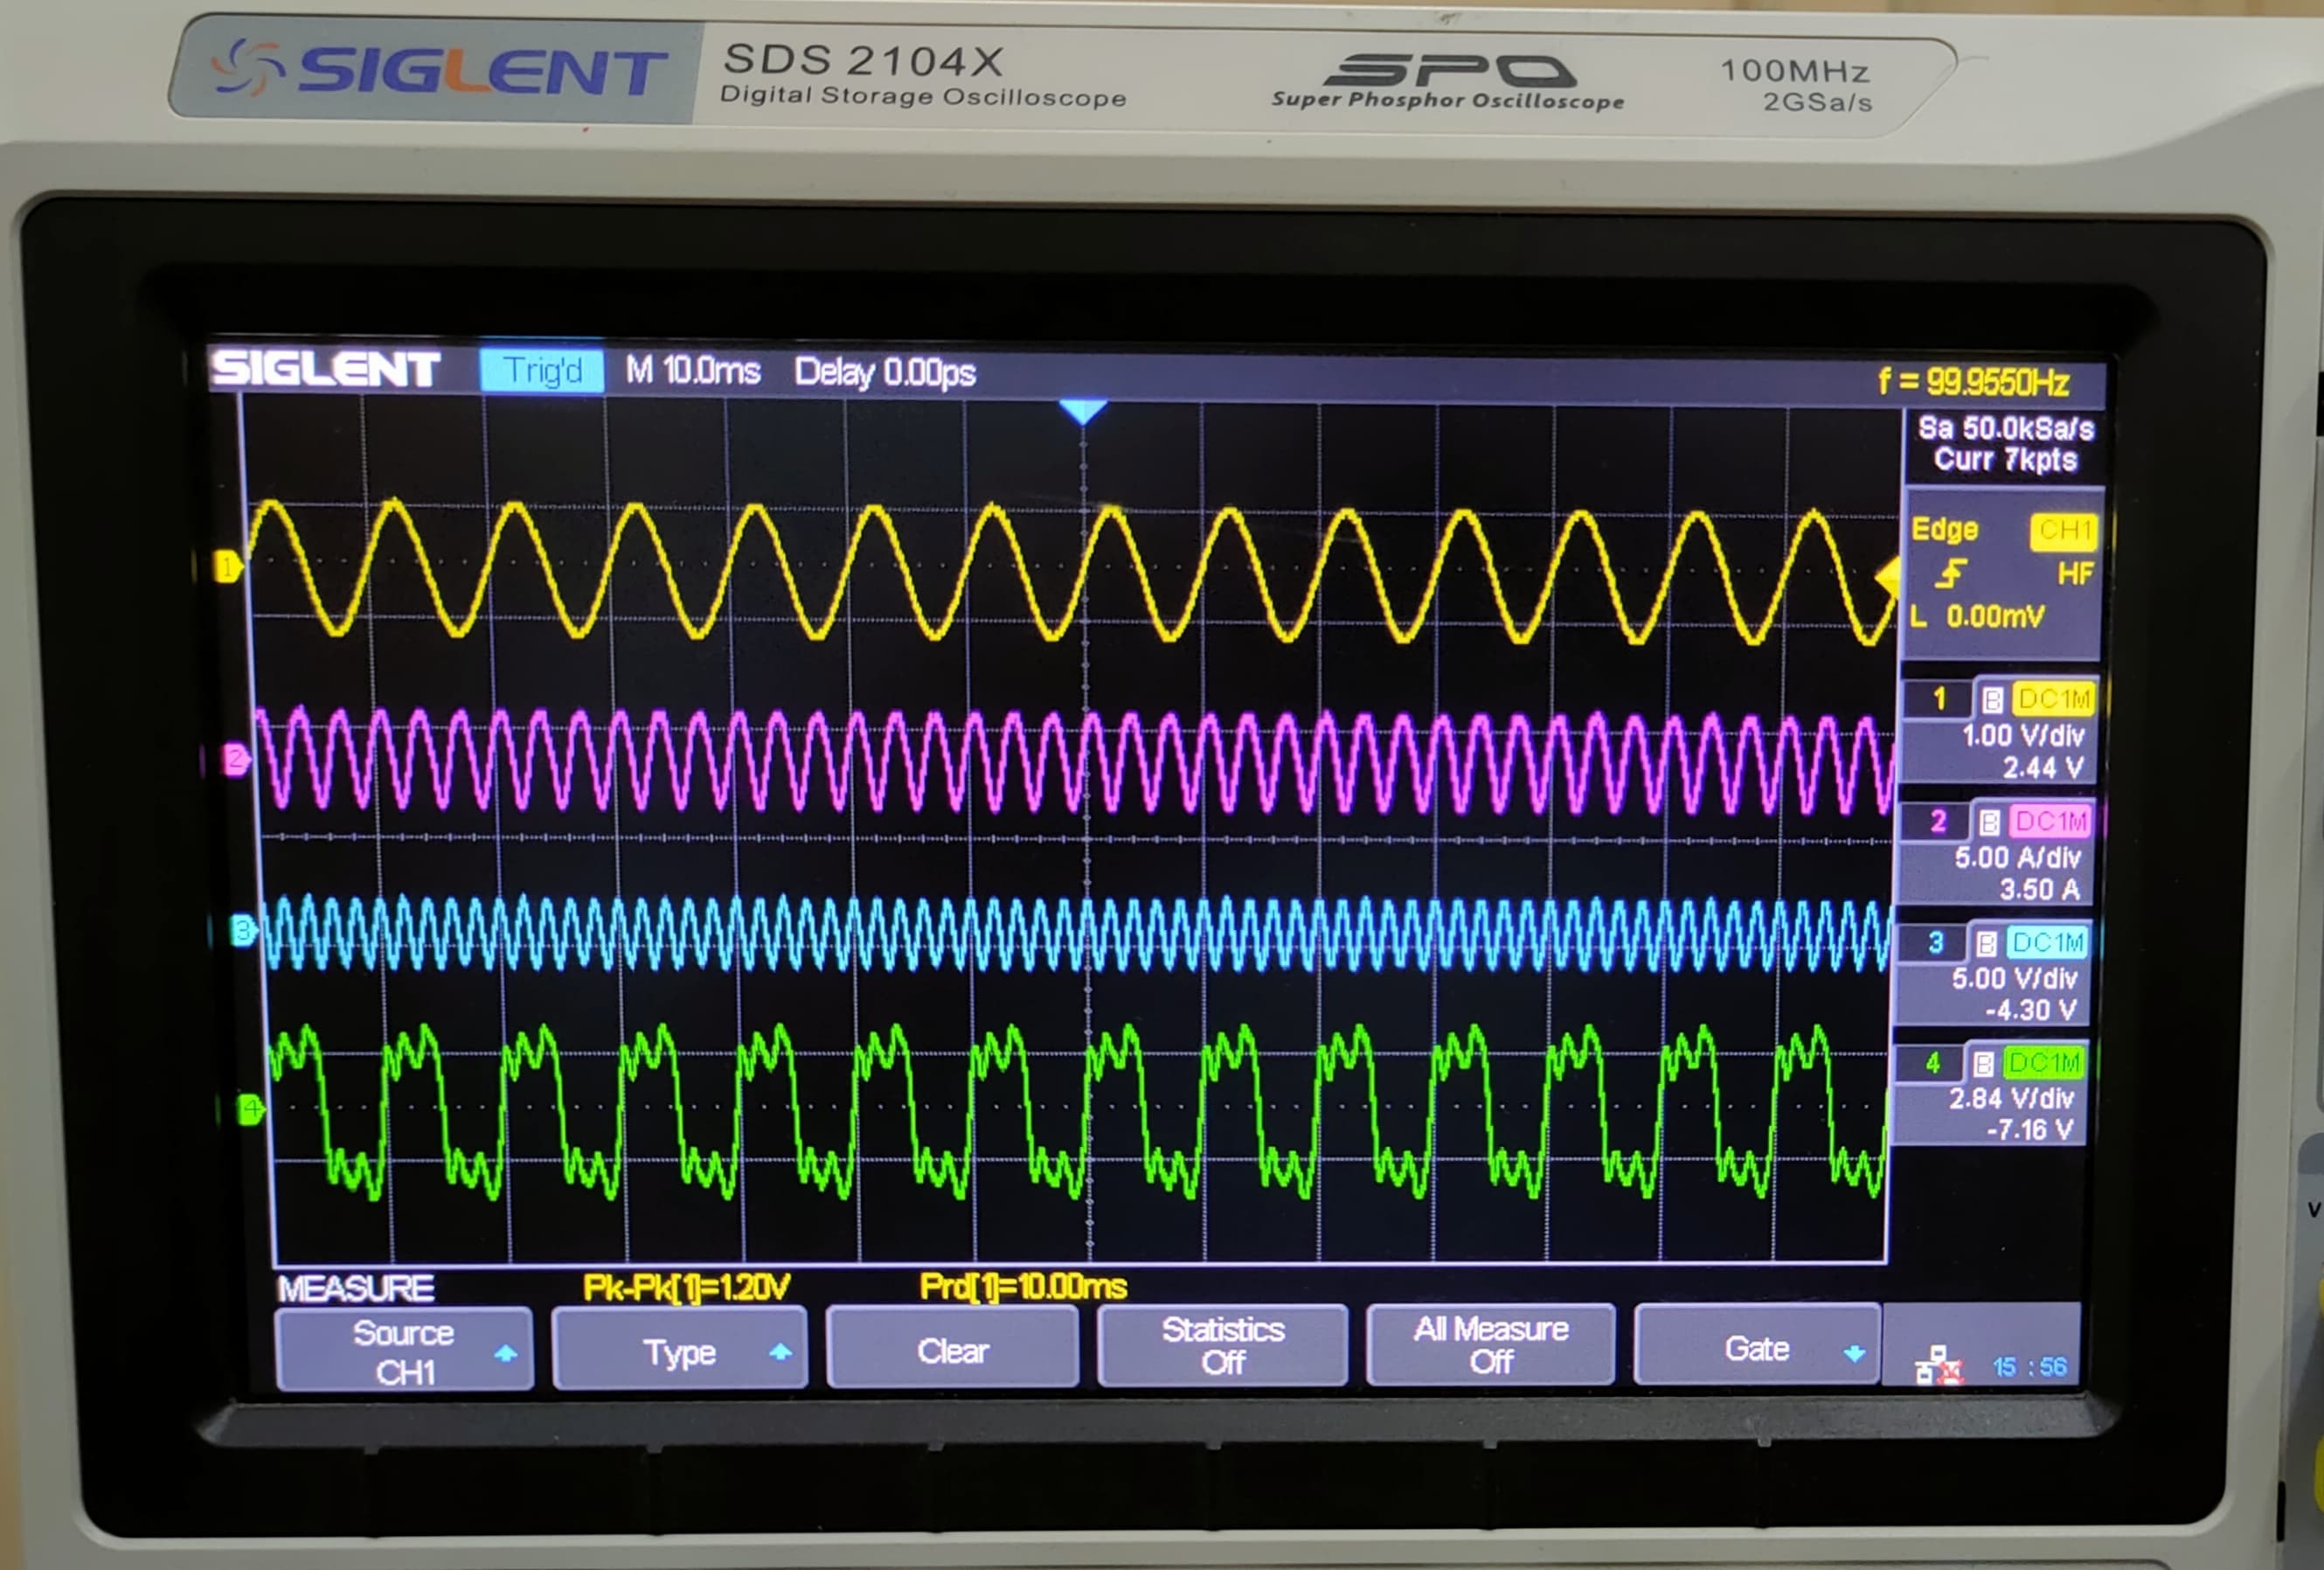 SIGLENT SDS 2104X
Digital Storage Oscilloscope
SPO
Super Phosphor Oscilloscope
100MHz
2GSa/s
SIGLENT Trig'd M 10.0ms Delay 0.00ps f = 99.9550Hz
Sa 50.0kSa/s
Curr 7kpts
Edge CH1
HF
L 0.00mV
1 B DC1M
1.00 V/div
2.44 V
2 B DC1M
5.00 A/div
3.50 A
3 B DC1M
5.00 V/div
-4.30 V
4 B DC1M
2.84 V/div
-7.16 V
1
2
3
4
MEASURE Pk-Pk[1]=1.20V Prd[1]=10.00ms
Source
CH1
Type
Clear
Statistics
Off
All Measure
Off
Gate
15 : 56